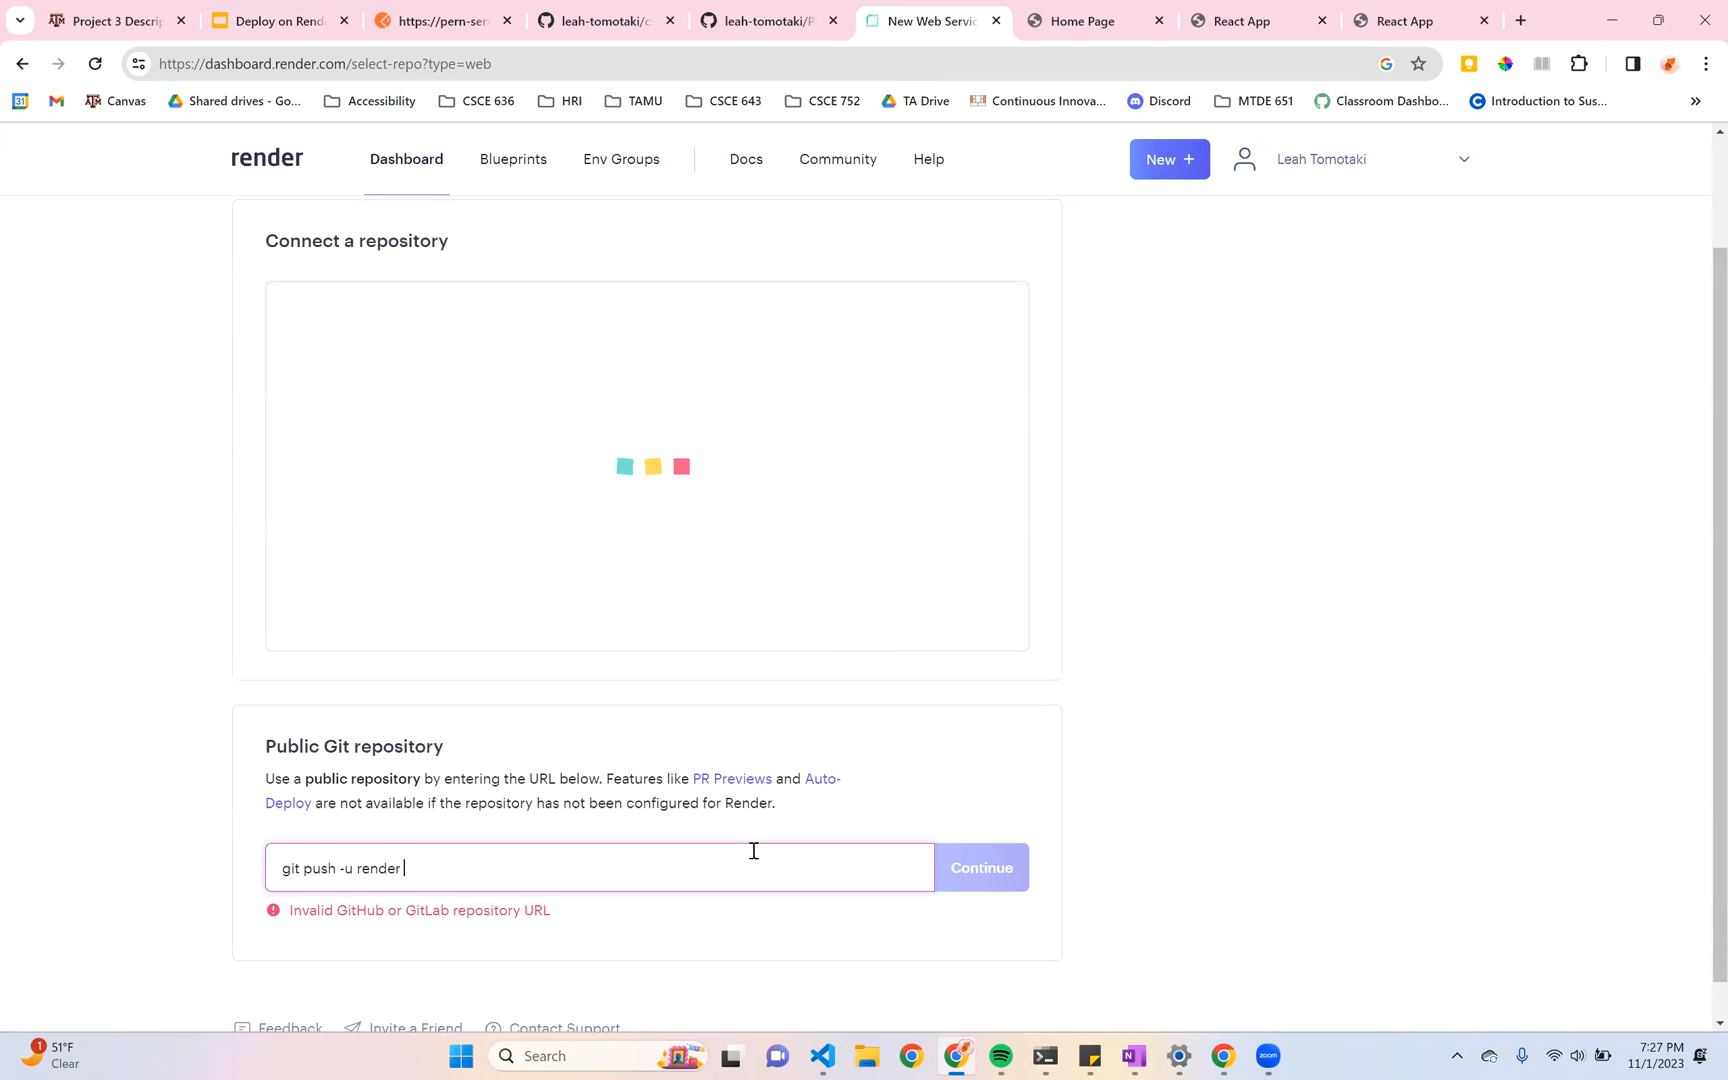 Project 3 Descrip
Deploy on Rend
https://pern-ser
leah-tomotaki/c
leah-tomotaki/P
New Web Servic
Home Page
React App
React App
https://dashboard.render.com/select-repo?type=web
Canvas
Shared drives - Go...
Accessibility
CSCE 636
HRI
TAMU
CSCE 643
CSCE 752
TA Drive
Continuous Innova...
Discord
MTDE 651
Classroom Dashbo...
Introduction to Sus...
render
Dashboard
Blueprints
Env Groups
Docs
Community
Help
New +
Leah Tomotaki
Connect a repository
Public Git repository
Use a public repository by entering the URL below. Features like PR Previews and Auto-
Deploy are not available if the repository has not been configured for Render.
git push -u render
Continue
Invalid GitHub or GitLab repository URL
Feedback
Invite a Friend
Contact Support
1
51°F
Clear
Search
zoom
7:27 PM
11/1/2023